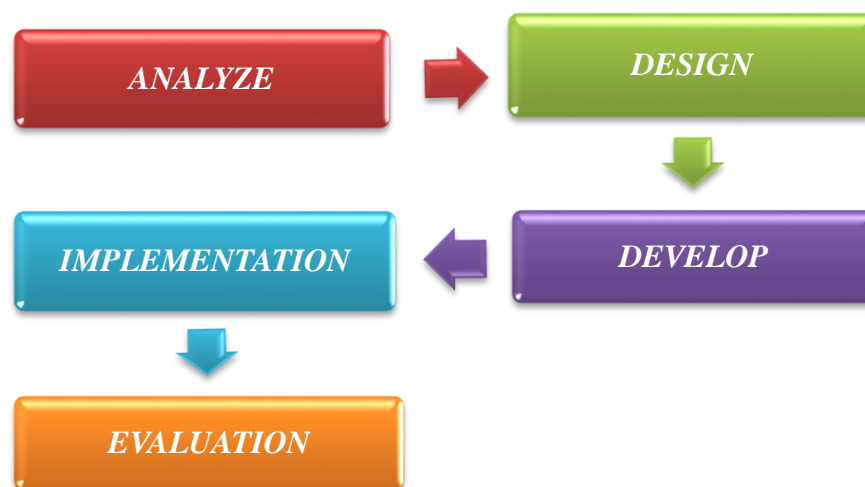 ANALYZE
DESIGN
DEVELOP
IMPLEMENTATION
EVALUATION